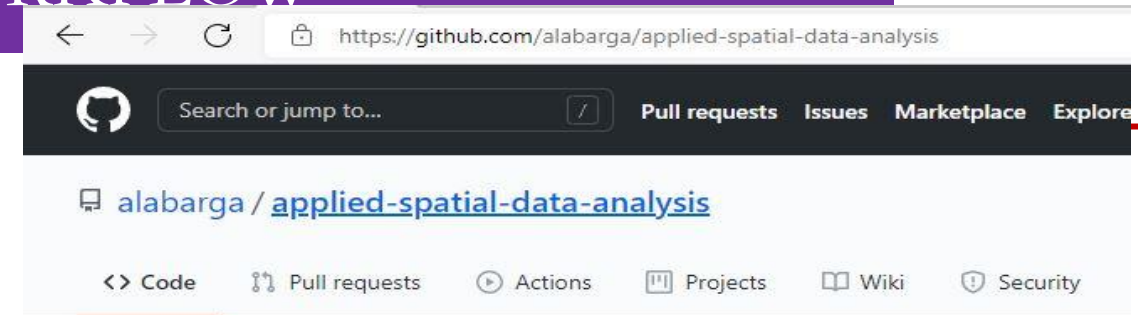 https://github.com/alabarga/applied-spatial-data-analysis
Search or jump to... / Pull requests Issues Marketplace Explore
alabarga / applied-spatial-data-analysis
<> Code Pull requests Actions Projects Wiki Security